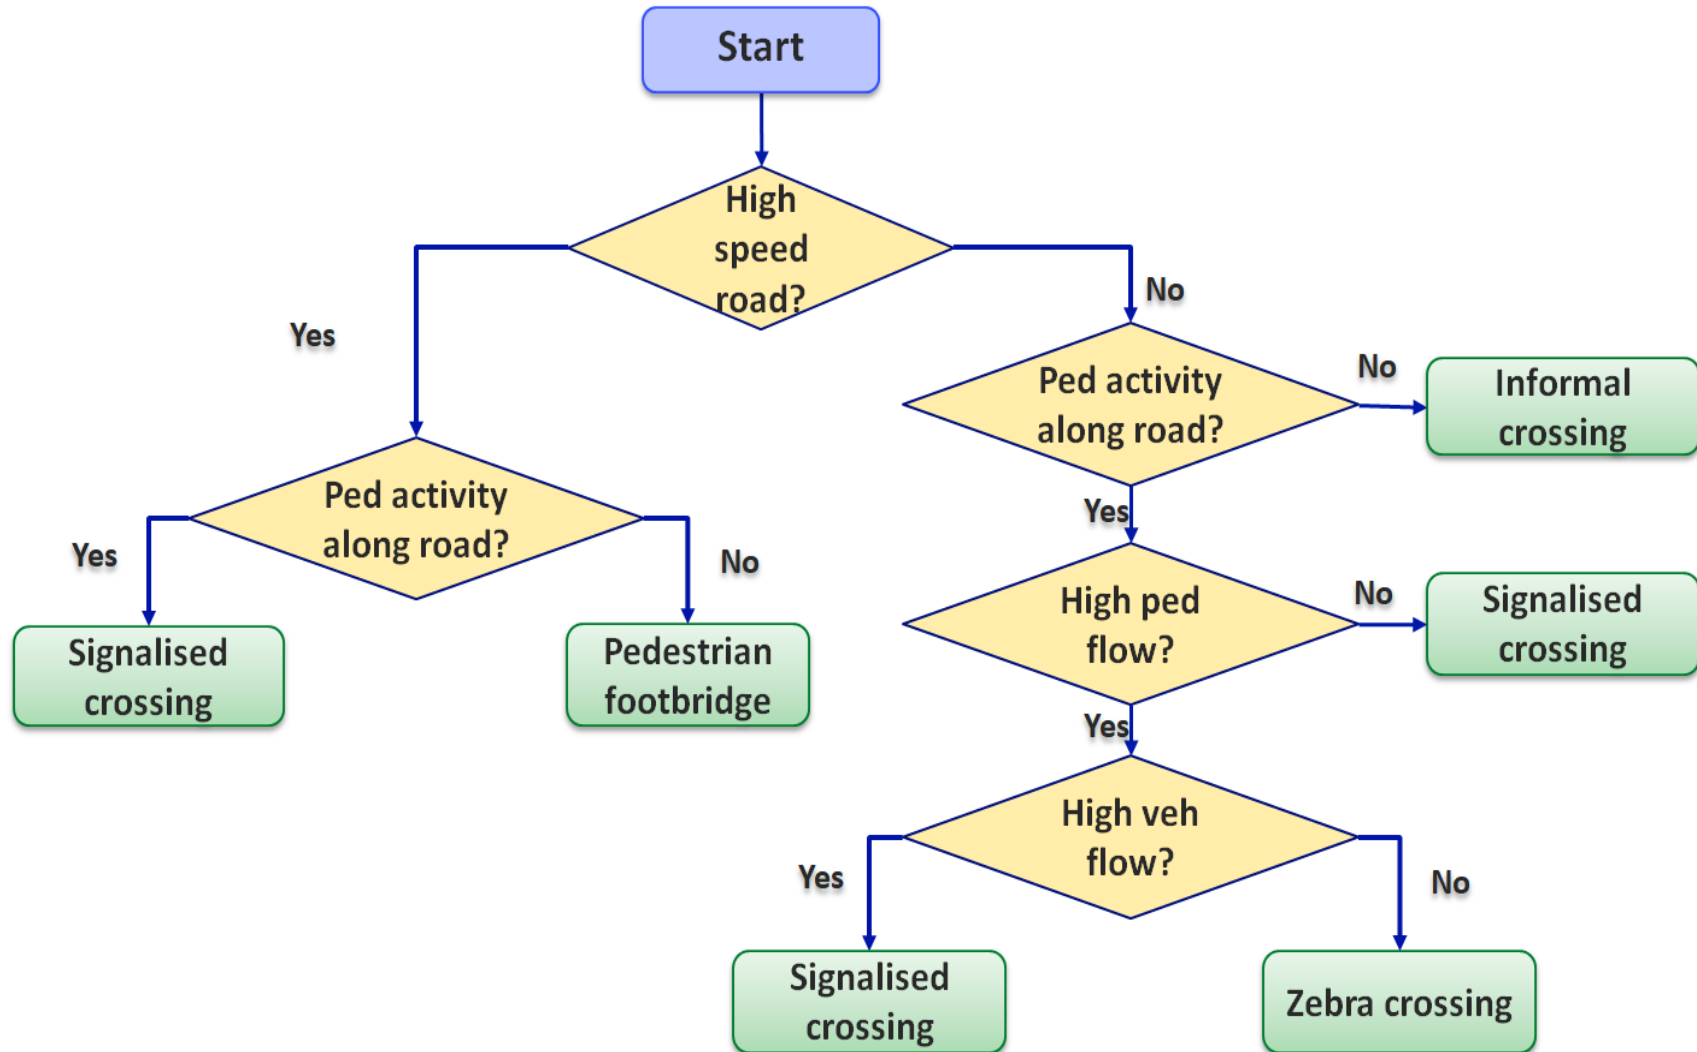 Start
High
speed
road?
Yes
No
Ped activity
along road?
No
Informal
crossing
Ped activity
along road?
Yes
No
Signalised
crossing
Pedestrian
footbridge
Yes
High ped
flow?
No
Signalised
crossing
Yes
High veh
flow?
Yes
No
Signalised
crossing
Zebra crossing